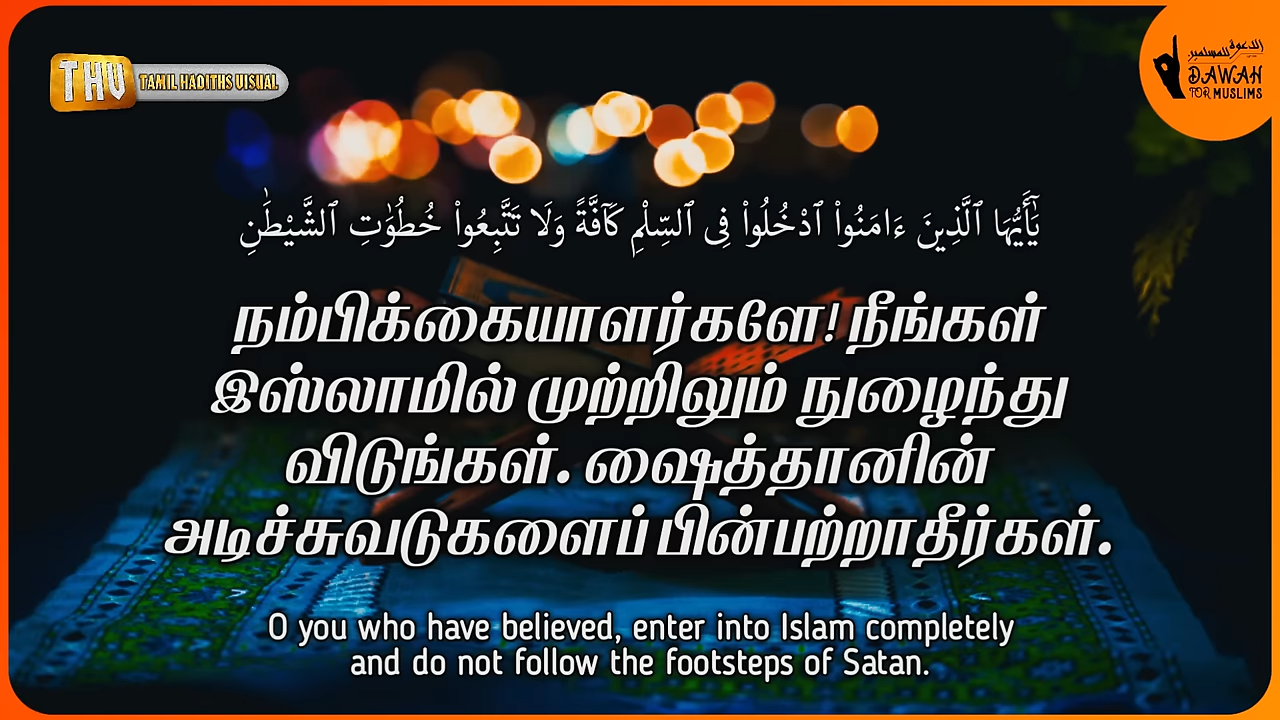 THV
TAMIL HADITHS VISUAL
الدعوة للمسلمين
DAWAH
FOR MUSLIMS
يَٰٓأَيُّهَا ٱلَّذِينَ ءَامَنُوا۟ ٱدْخُلُوا۟ فِى ٱلسِّلْمِ كَآفَّةً وَلَا تَتَّبِعُوا۟ خُطُوَٰتِ ٱلشَّيْطَٰنِ
நம்பிக்கையாளர்களே! நீங்கள்
இஸ்லாமில் முற்றிலும் நுழைந்து
விடுங்கள். ஷைத்தானின்
அடிச்சுவடுகளைப் பின்பற்றாதீர்கள்.
O you who have believed, enter into Islam completely
and do not follow the footsteps of Satan.